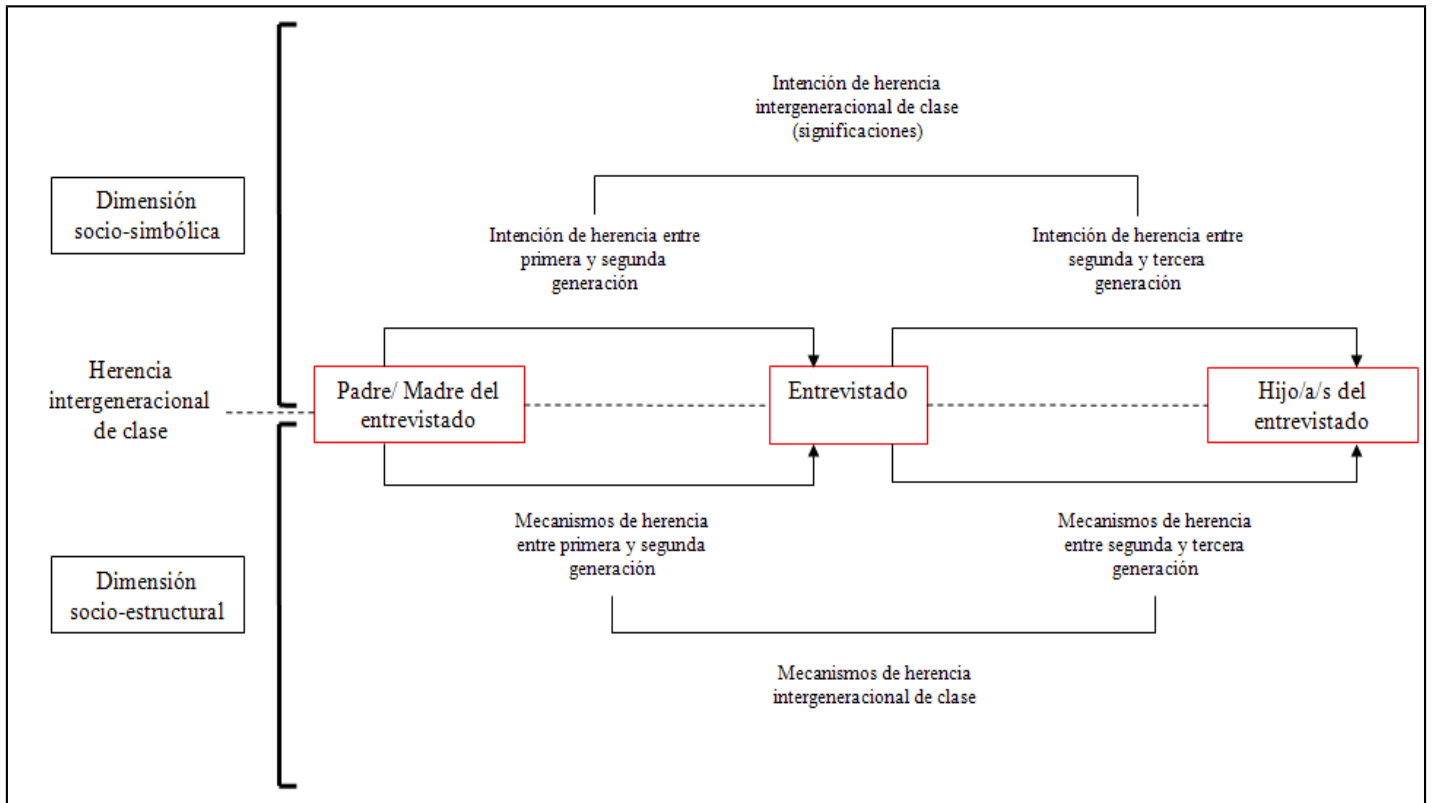 Intención de herencia
intergeneracional de clase
(significaciones)
Dimensión
socio-simbólica
Intención de herencia entre
primera y segunda
generación
Intención de herencia entre
segunda y tercera
generación
Herencia
intergeneracional
de clase
Padre/ Madre del
entrevistado
Entrevistado
Hijo/a/s del
entrevistado
Mecanismos de herencia
entre primera y segunda
generación
Mecanismos de herencia
entre segunda y tercera
generación
Dimensión
socio-estructural
Mecanismos de herencia
intergeneracional de clase